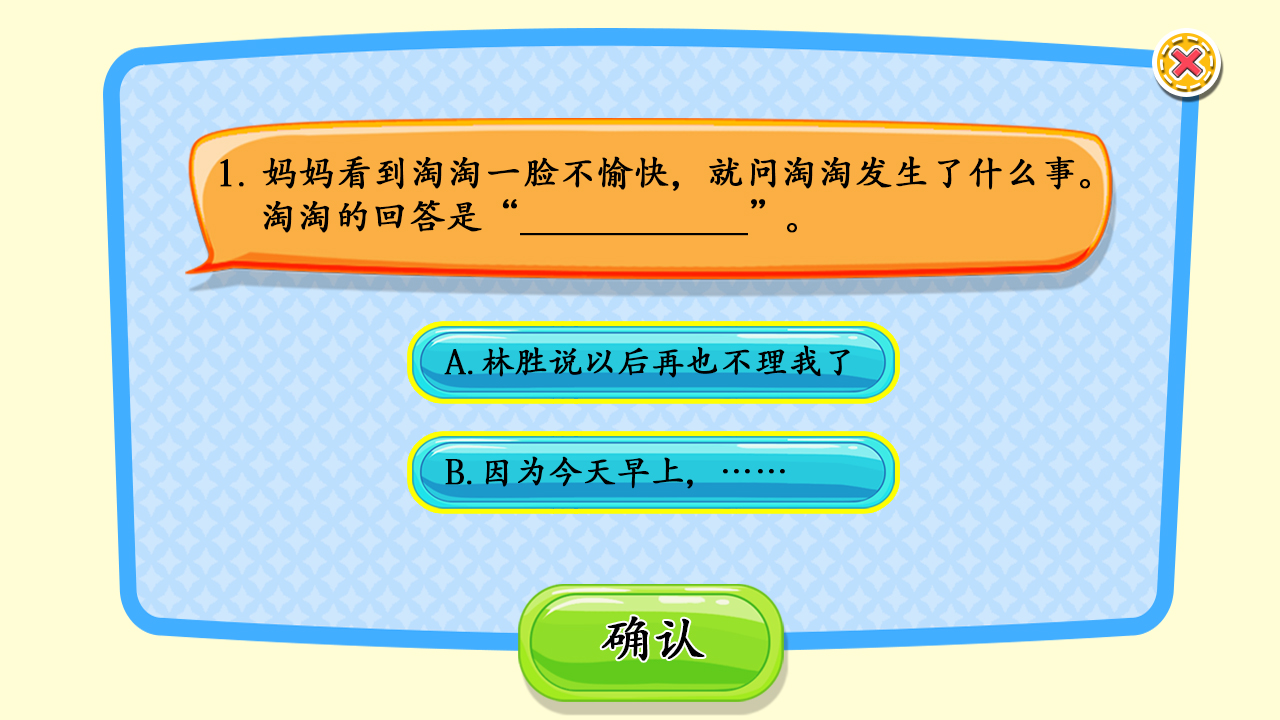 1. 妈妈看到淘淘一脸不愉快，就问淘淘发生了什么事。
淘淘的回答是“____________”。
A. 林胜说以后再也不理我了
B. 因为今天早上，……
确认